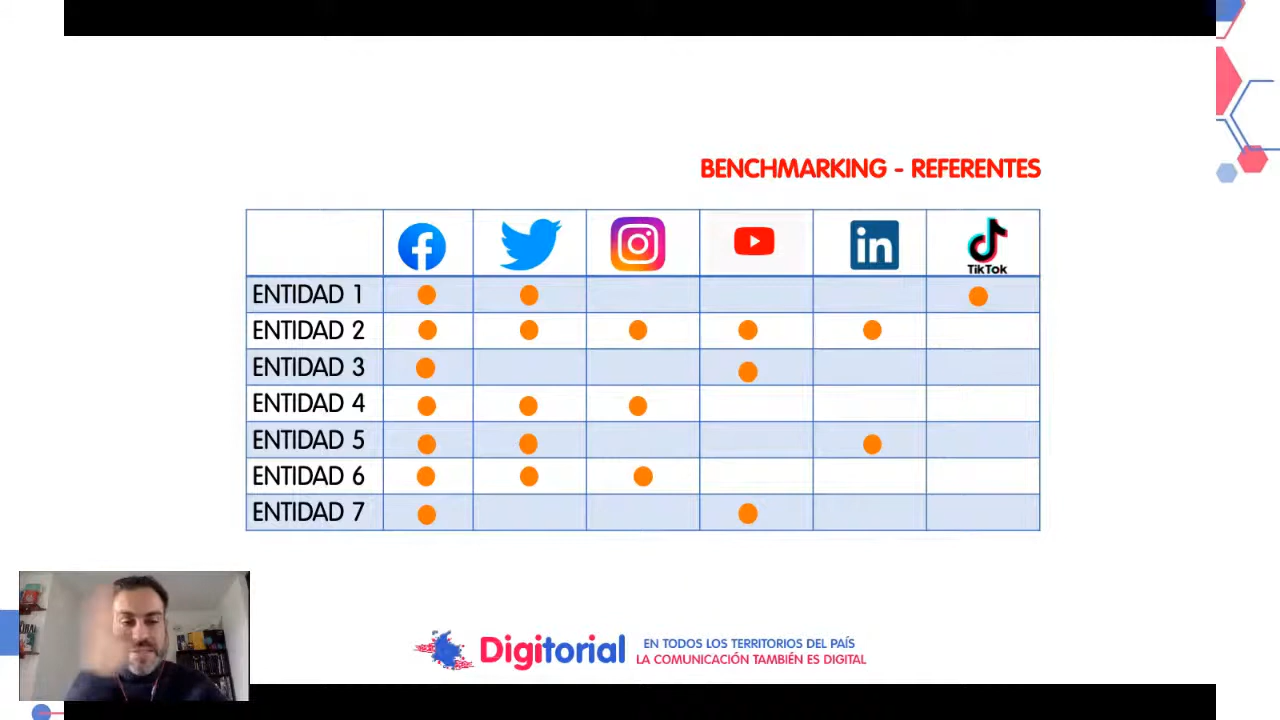 BENCHMARKING - REFERENTES
TikTok
ENTIDAD 1
ENTIDAD 2
ENTIDAD 3
ENTIDAD 4
ENTIDAD 5
ENTIDAD 6
ENTIDAD 7
Digitorial
EN TODOS LOS TERRITORIOS DEL PAÍS
LA COMUNICACIÓN TAMBIÉN ES DIGITAL